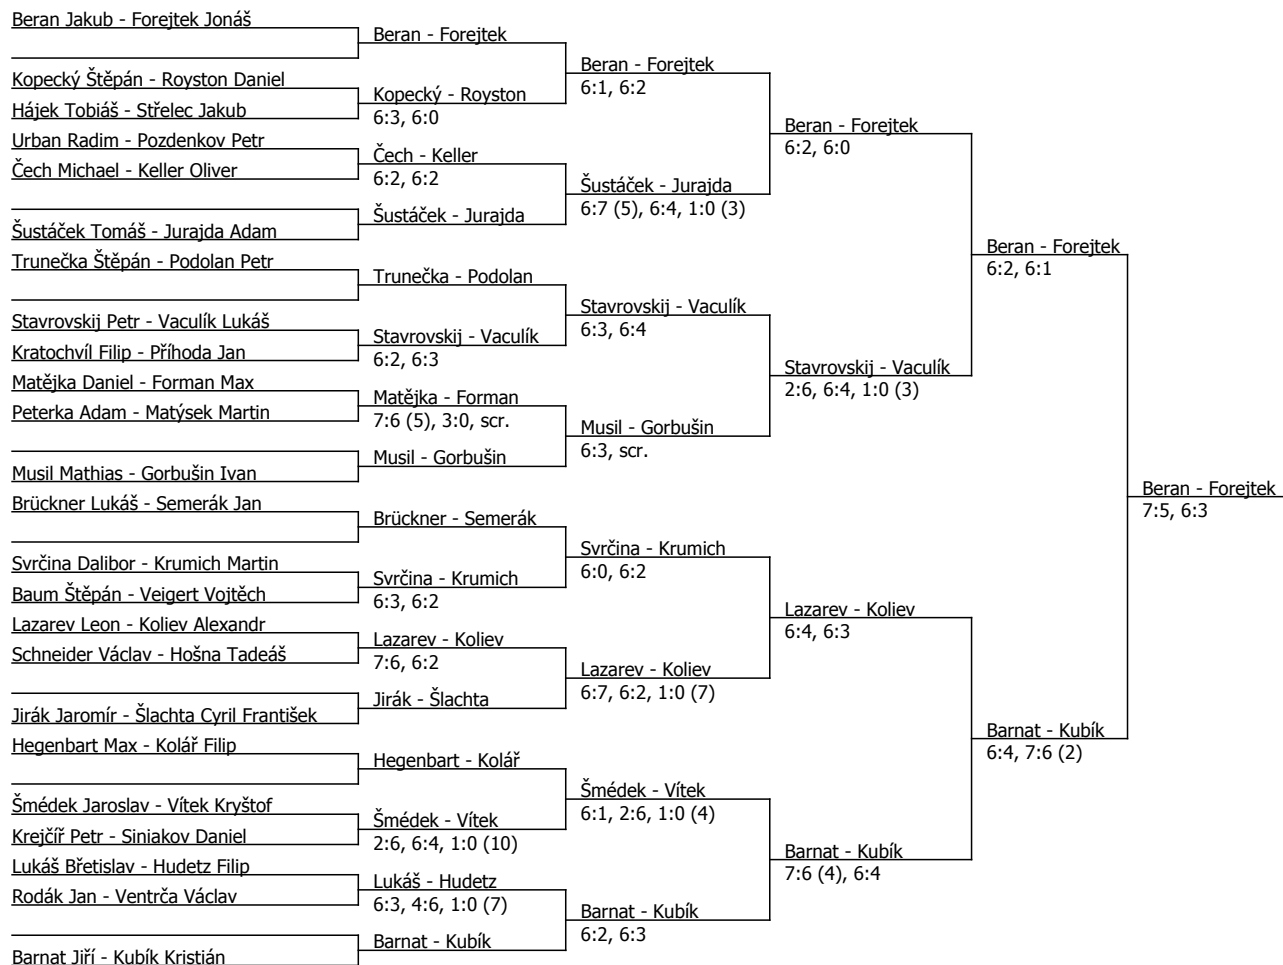 Beran Jakub - Forejtek Jonáš
Kopecký Štěpán - Royston Daniel
Hájek Tobiáš - Střelec Jakub
Urban Radim - Pozdenkov Petr
Čech Michael - Keller Oliver
Šustáček Tomáš - Jurajda Adam
Trunečka Štěpán - Podolan Petr
Stavrovskij Petr - Vaculík Lukáš
Kratochvíl Filip - Příhoda Jan
Matějka Daniel - Forman Max
Peterka Adam - Matýsek Martin
Musil Mathias - Gorbušin Ivan
Brückner Lukáš - Semerák Jan
Svrčina Dalibor - Krumich Martin
Baum Štěpán - Veigert Vojtěch
Lazarev Leon - Koliev Alexandr
Schneider Václav - Hošna Tadeáš
Jirák Jaromír - Šlachta Cyril František
Hegenbart Max - Kolář Filip
Šmédek Jaroslav - Vítek Kryštof
Krejčíř Petr - Siniakov Daniel
Lukáš Břetislav - Hudetz Filip
Rodák Jan - Ventrča Václav
Barnat Jiří - Kubík Kristián
Beran - Forejtek
Kopecký - Royston
6:3, 6:0
Čech - Keller
6:2, 6:2
Šustáček - Jurajda
Trunečka - Podolan
Stavrovskij - Vaculík
6:2, 6:3
Matějka - Forman
7:6 (5), 3:0, scr.
Musil - Gorbušin
Brückner - Semerák
Svrčina - Krumich
6:3, 6:2
Lazarev - Koliev
7:6, 6:2
Jirák - Šlachta
Hegenbart - Kolář
Šmédek - Vítek
2:6, 6:4, 1:0 (10)
Lukáš - Hudetz
6:3, 4:6, 1:0 (7)
Barnat - Kubík
Beran - Forejtek
6:1, 6:2
Šustáček - Jurajda
6:7 (5), 6:4, 1:0 (3)
Stavrovskij - Vaculík
6:3, 6:4
Musil - Gorbušin
6:3, scr.
Svrčina - Krumich
6:0, 6:2
Lazarev - Koliev
6:7, 6:2, 1:0 (7)
Šmédek - Vítek
6:1, 2:6, 1:0 (4)
Barnat - Kubík
6:2, 6:3
Beran - Forejtek
6:2, 6:0
Stavrovskij - Vaculík
2:6, 6:4, 1:0 (3)
Lazarev - Koliev
6:4, 6:3
Barnat - Kubík
7:6 (4), 6:4
Beran - Forejtek
6:2, 6:1
Barnat - Kubík
6:4, 7:6 (2)
Beran - Forejtek
7:5, 6:3